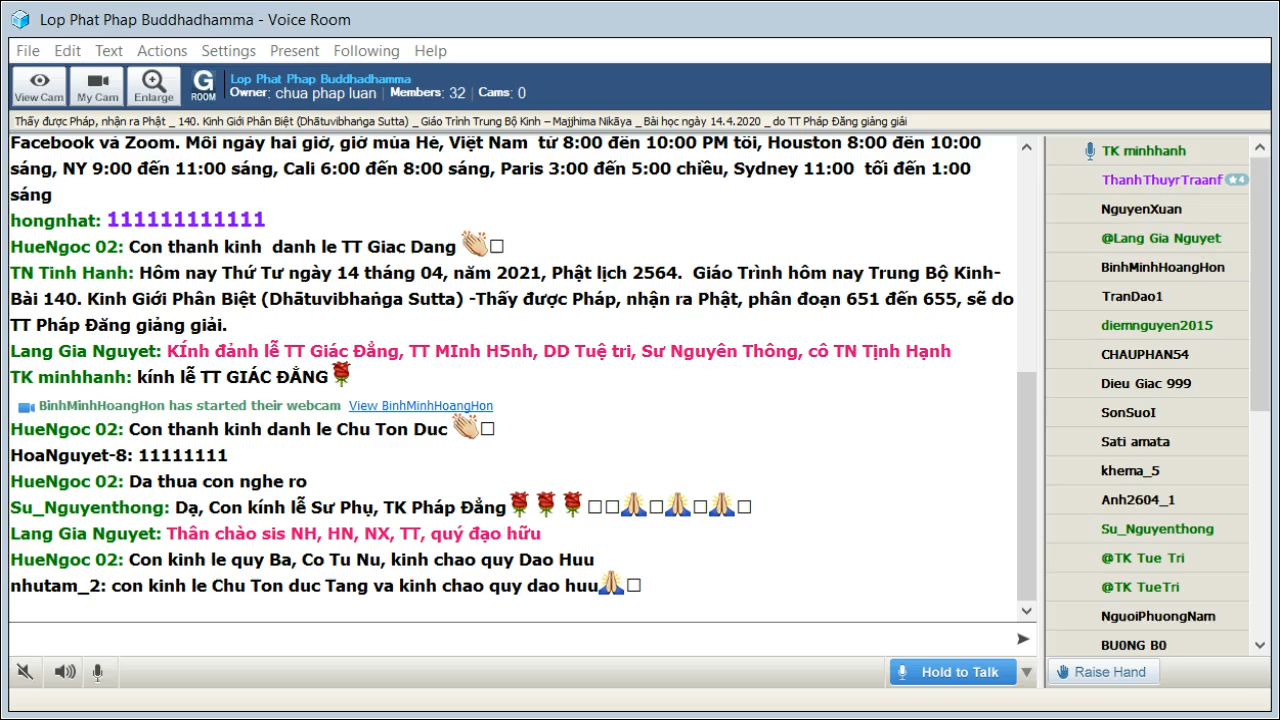 Lop Phat Phap Buddhadhamma - Voice Room
File Edit Text Actions Settings Present Following Help
View Cam My Cam Enlarge G ROOM
Lop Phat Phap Buddhadhamma
Owner: chua phap luan | Members: 32 | Cams: 0
Thấy được Pháp, nhận ra Phật _ 140. Kinh Giới Phân Biệt (Dhātuvibhaṅga Sutta) _ Giáo Trình Trung Bộ Kinh – Majjhima Nikāya _ Bài học ngày 14.4.2020 _ do TT Pháp Đăng giảng giải
Facebook và Zoom. Mỗi ngày hai giờ, giờ mùa Hè, Việt Nam từ 8:00 đến 10:00 PM tối, Houston 8:00 đến 10:00
sáng, NY 9:00 đến 11:00 sáng, Cali 6:00 đến 8:00 sáng, Paris 3:00 đến 5:00 chiều, Sydney 11:00 tối đến 1:00
sáng
hongnhat: 111111111111
HueNgoc 02: Con thanh kinh danh le TT Giac Dang
TN Tinh Hanh: Hôm nay Thứ Tư ngày 14 tháng 04, năm 2021, Phật lịch 2564. Giáo Trình hôm nay Trung Bộ Kinh-
Bài 140. Kinh Giới Phân Biệt (Dhātuvibhaṅga Sutta) -Thấy được Pháp, nhận ra Phật, phân đoạn 651 đến 655, sẽ do
TT Pháp Đăng giảng giải.
Lang Gia Nguyet: KÍnh đảnh lễ TT Giác Đẳng, TT MInh H5nh, DD Tuệ tri, Sư Nguyên Thông, cô TN Tịnh Hạnh
TK minhhanh: kính lễ TT GIÁC ĐẲNG
BinhMinhHoangHon has started their webcam View BinhMinhHoangHon
HueNgoc 02: Con thanh kinh danh le Chu Ton Duc
HoaNguyet-8: 11111111
HueNgoc 02: Da thua con nghe ro
Su_Nguyenthong: Dạ, Con kính lễ Sư Phụ, TK Pháp Đẳng
Lang Gia Nguyet: Thân chào sis NH, HN, NX, TT, quý đạo hữu
HueNgoc 02: Con kinh le quy Ba, Co Tu Nu, kinh chao quy Dao Huu
nhutam_2: con kinh le Chu Ton duc Tang va kinh chao quy dao huu
Hold to Talk
TK minhhanh
ThanhThuyrTraanf 4
NguyenXuan
@Lang Gia Nguyet
BinhMinhHoangHon
TranDao1
diemnguyen2015
CHAUPHAN54
Dieu Giac 999
SonSuoI
Sati amata
khema_5
Anh2604_1
Su_Nguyenthong
@TK Tue Tri
@TK TueTri
NguoiPhuongNam
BU0NG B0
Raise Hand